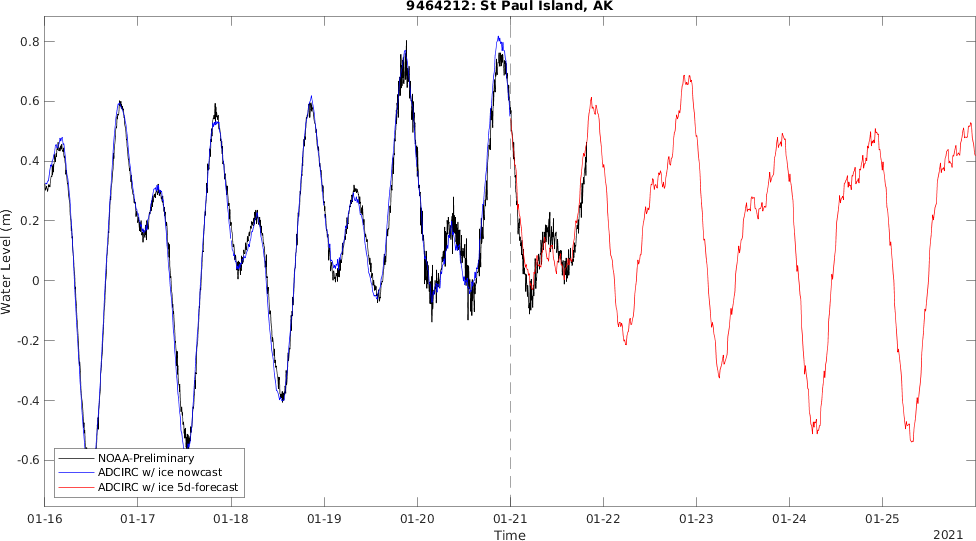 9464212: St Paul Island, AK
Water Level (m)
0.8
0.6
0.4
0.2
0
-0.2
-0.4
-0.6
NOAA-Preliminary
ADCIRC w/ ice nowcast
ADCIRC w/ ice 5d-forecast
01-16 01-17 01-18 01-19 01-20 01-21 01-22 01-23 01-24 01-25
Time
2021